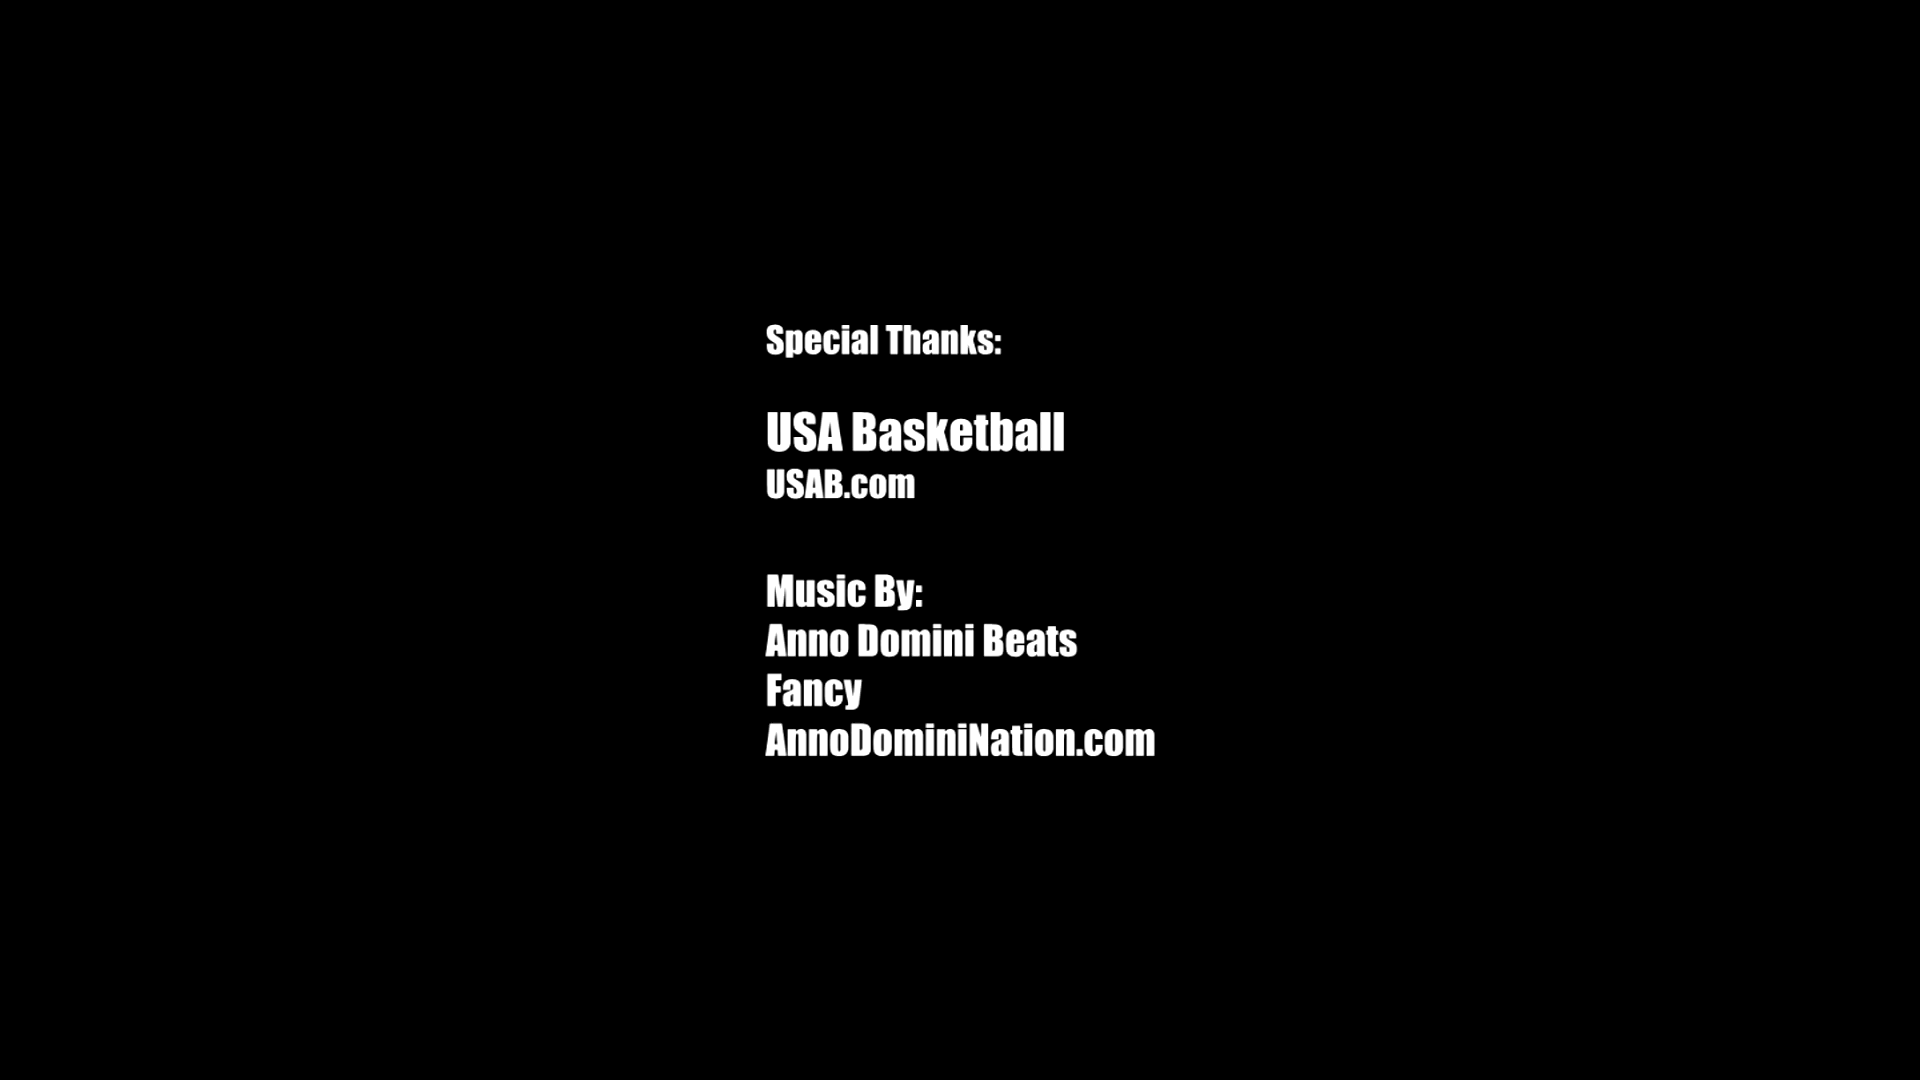 Special Thanks:
USA Basketball
USAB.com
Music By:
Anno Domini Beats
Fancy
AnnoDominiNation.com